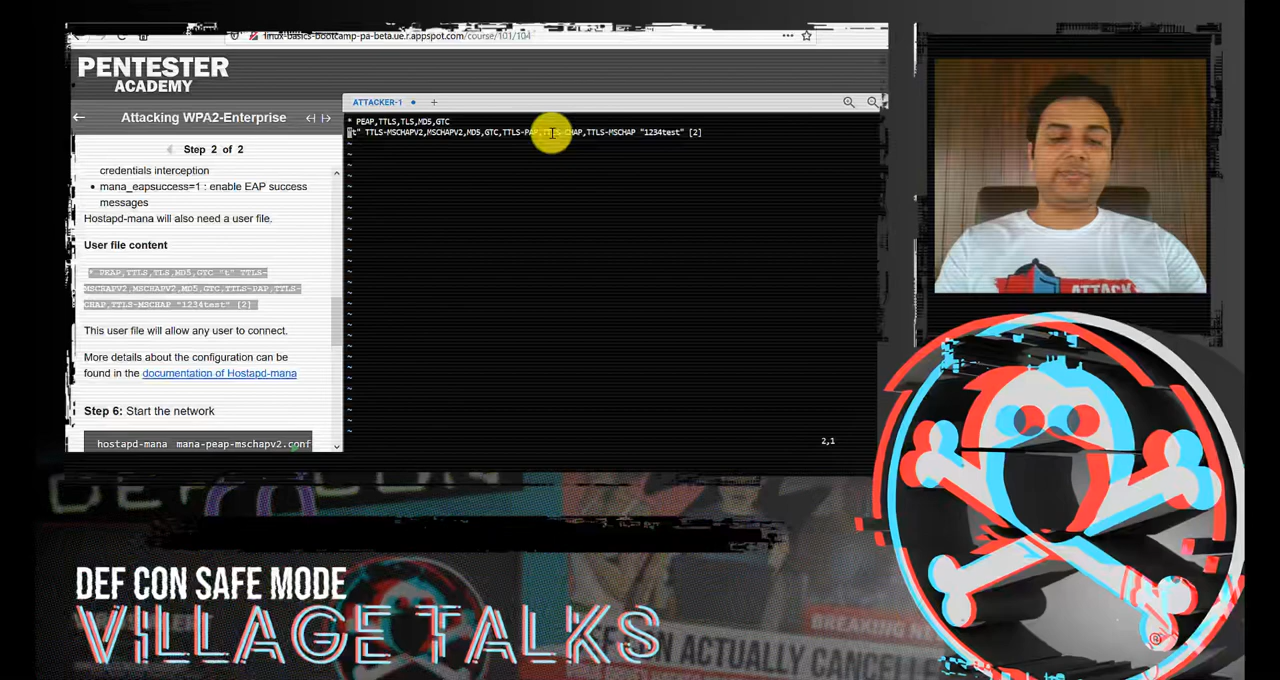 linux-basics-bootcamp-pa-beta.ue.r.appspot.com/course/101/104
PENTESTER
ACADEMY
Attacking WPA2-Enterprise
Step 2 of 2
credentials interception
• mana_eapsuccess=1 : enable EAP success
messages
Hostapd-mana will also need a user file.
User file content
* PEAP,TTLS,TLS,MD5,GTC "t" TTLS-
MSCHAPV2,MSCHAPV2,MD5,GTC,TTLS-PAP,TTLS-
CHAP,TTLS-MSCHAP "1234test" [2]
This user file will allow any user to connect.
More details about the configuration can be
found in the documentation of Hostapd-mana
Step 6: Start the network
hostapd-mana mana-peap-mschapv2.conf
ATTACKER-1
* PEAP,TTLS,TLS,MD5,GTC
"t" TTLS-MSCHAPV2,MSCHAPV2,MD5,GTC,TTLS-PAP,TTLS-CHAP,TTLS-MSCHAP "1234test" [2]
2,1
ATTACK
DEF CON
DEF CON SAFE MODE
VILLAGE TALKS
BREAKING
DEF CON ACTUALLY CANCELLE